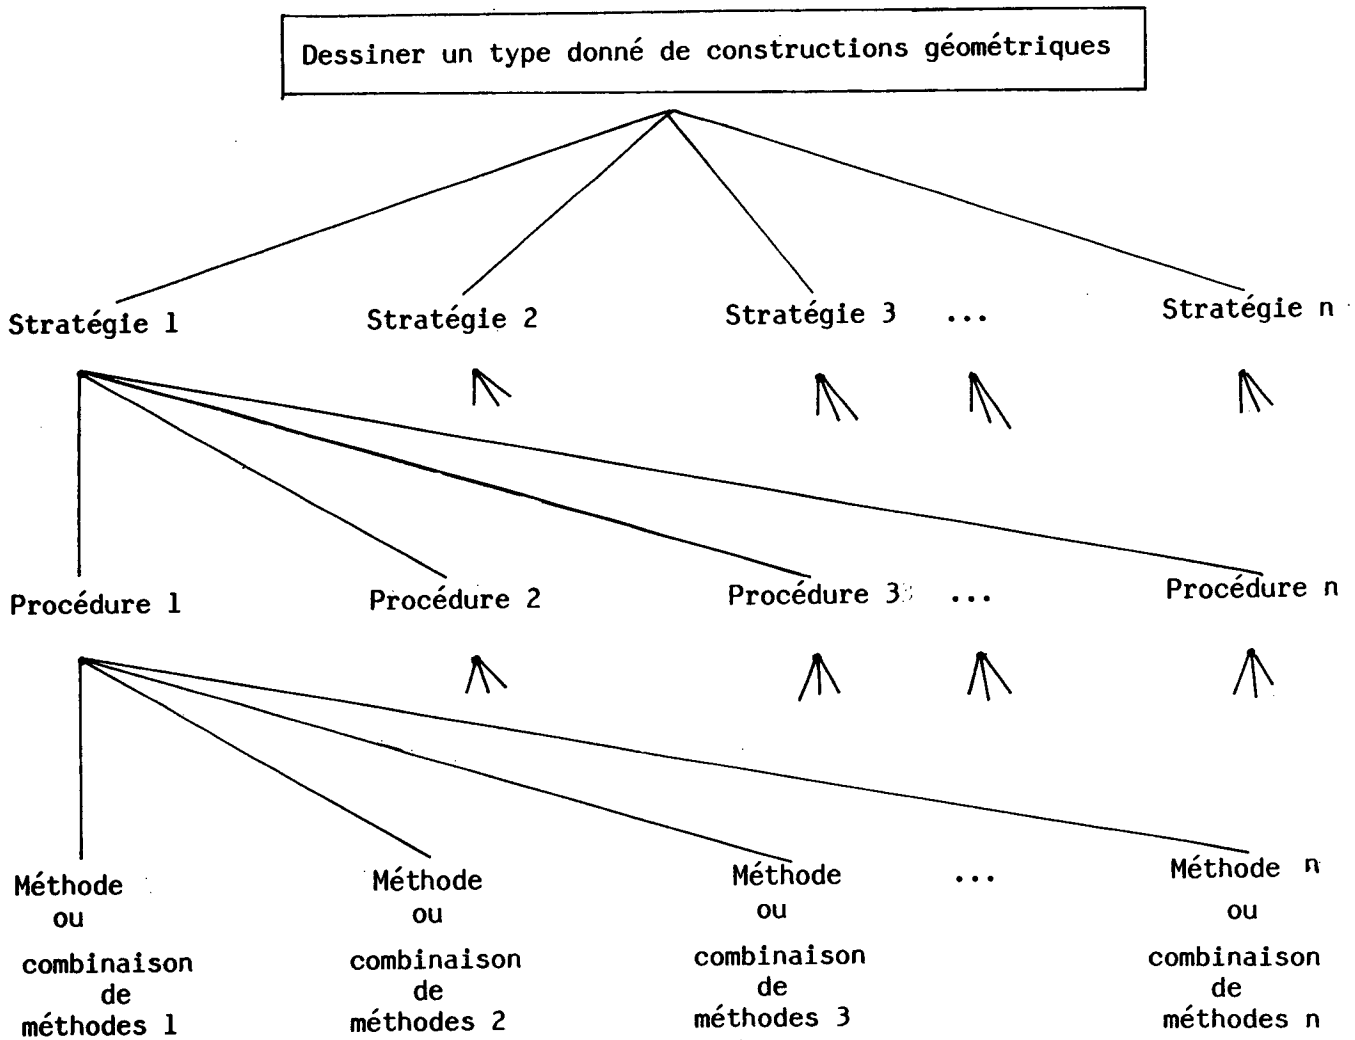 Dessiner un type donné de constructions géométriques
Stratégie 1 Stratégie 2 Stratégie 3 ... Stratégie n
Procédure 1 Procédure 2 Procédure 3 ... Procédure n
Méthode Méthode Méthode ... Méthode n
ou ou ou ou
combinaison combinaison combinaison combinaison
de de de de
méthodes 1 méthodes 2 méthodes 3 méthodes n